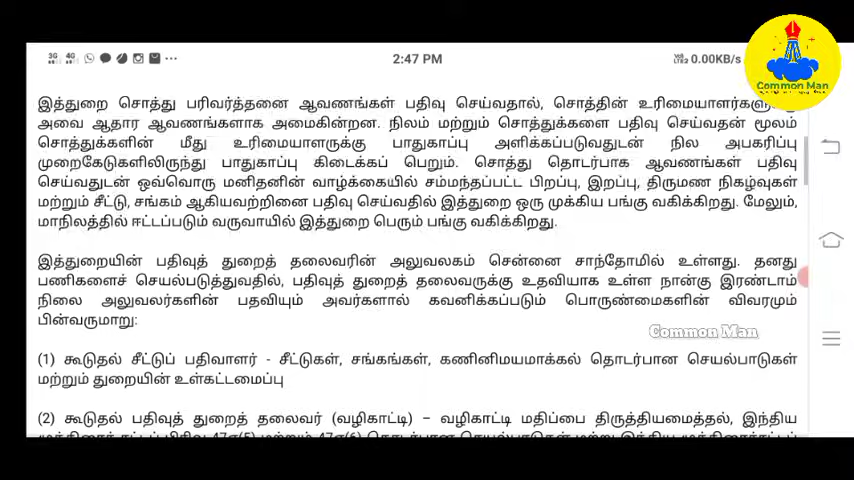 3G 4G
2:47 PM
VoLTE2 0.00KB/s
Common Man
இத்துறை சொத்து பரிவர்த்தனை ஆவணங்கள் பதிவு செய்வதால், சொத்தின்
அவை ஆதார ஆவணங்களாக அமைகின்றன. நிலம் மற்றும் சொத்துக்களை பதிவு செய்வதன் மூலம்
சொத்துக்களின் மீது உரிமையாளருக்கு பாதுகாப்பு அளிக்கப்படுவதுடன் நில அபகரிப்பு
முறைகேடுகளிலிருந்து பாதுகாப்பு கிடைக்கப் பெறும். சொத்து தொடர்பாக ஆவணங்கள் பதிவு
செய்வதுடன் ஒவ்வொரு மனிதனின் வாழ்க்கையில் சம்மந்தப்பட்ட பிறப்பு, இறப்பு, திருமண நிகழ்வுகள்
மற்றும் சீட்டு, சங்கம் ஆகியவற்றினை பதிவு செய்வதில் இத்துறை ஒரு முக்கிய பங்கு வகிக்கிறது. மேலும்,
மாநிலத்தில் ஈட்டப்படும் வருவாயில் இத்துறை பெரும் பங்கு வகிக்கிறது.
இத்துறையின் பதிவுத் துறைத் தலைவரின் அலுவலகம் சென்னை சாந்தோமில் உள்ளது. தனது
பணிகளைச் செயல்படுத்துவதில், பதிவுத் துறைத் தலைவருக்கு உதவியாக உள்ள நான்கு இரண்டாம்
நிலை அலுவலர்களின் பதவியும் அவர்களால் கவனிக்கப்படும் பொருண்மைகளின் விவரமும்
பின்வருமாறு:
Common Man
(1) கூடுதல் சீட்டுப் பதிவாளர் - சீட்டுகள், சங்கங்கள், கணினிமயமாக்கல் தொடர்பான செயல்பாடுகள்
மற்றும் துறையின் உள்கட்டமைப்பு
(2) கூடுதல் பதிவுத் துறைத் தலைவர் (வழிகாட்டி) – வழிகாட்டி மதிப்பை திருத்தியமைத்தல், இந்திய